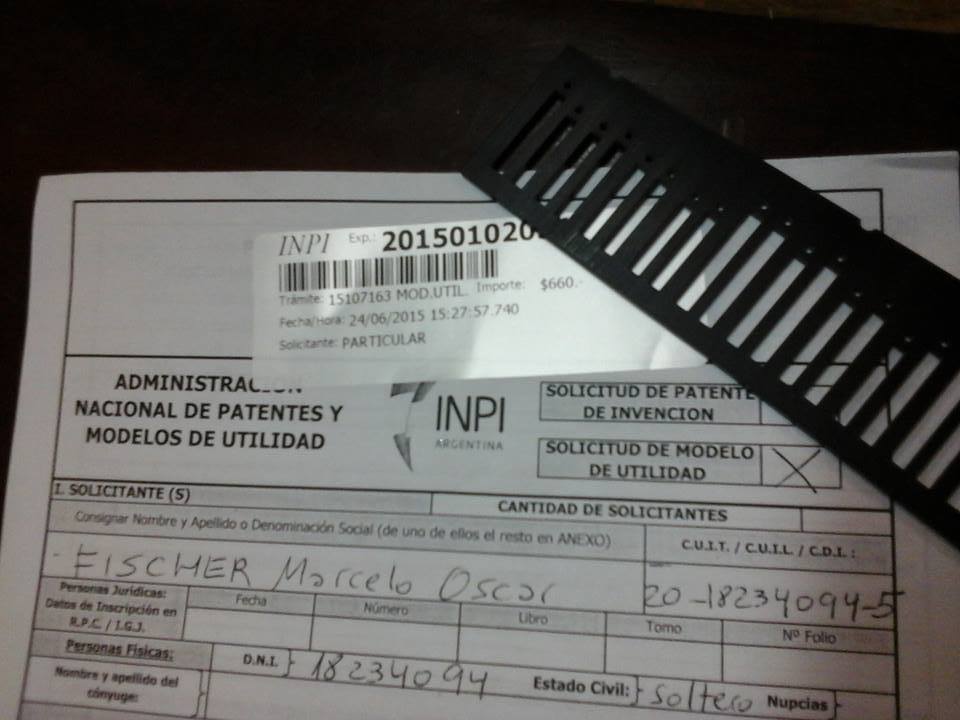 INPI Exp.: 201501020
Trámite: 15107163 MOD.UTIL. Importe: $660.-
Fecha/Hora: 24/06/2015 15:27:57.740
Solicitante: PARTICULAR
ADMINISTRAC
NACIONAL DE PATENTES Y
MODELOS DE UTILIDAD
INPI
ARGENTINA
SOLICITUD DE PATENTE
DE INVENCION
SOLICITUD DE MODELO
DE UTILIDAD
X
I. SOLICITANTE (S)
CANTIDAD DE SOLICITANTES
Consignar Nombre y Apellido o Denominación Social (de uno de ellos el resto en ANEXO)
C.U.I.T. / C.U.I.L. / C.D.I. :
- FISCHER Marcelo Oscar
20-18234094-5
Personas Jurídicas:
Datos de Inscripción en
R.P.C. / I.G.J.
Fecha
Número
Libro
Tomo
Nº Folio
Personas Físicas:
D.N.I. 18234094
Estado Civil: Soltero
Nupcias
Nombre y apellido del
cónyuge: